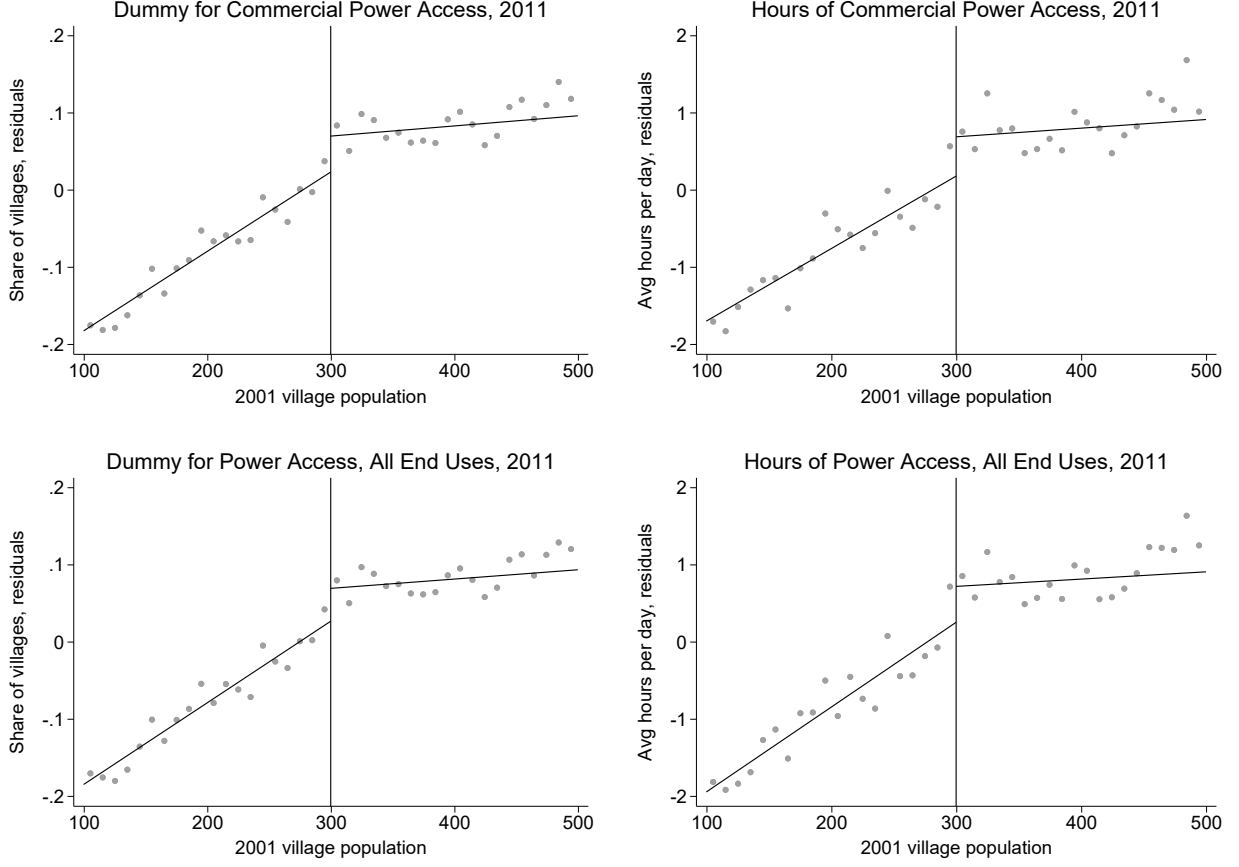 Dummy for Commercial Power Access, 2011
Share of villages, residuals
.2
.1
0
-.1
-.2
100 200 300 400 500
2001 village population
Hours of Commercial Power Access, 2011
Avg hours per day, residuals
2
1
0
-1
-2
100 200 300 400 500
2001 village population
Dummy for Power Access, All End Uses, 2011
Share of villages, residuals
.2
.1
0
-.1
-.2
100 200 300 400 500
2001 village population
Hours of Power Access, All End Uses, 2011
Avg hours per day, residuals
2
1
0
-1
-2
100 200 300 400 500
2001 village population